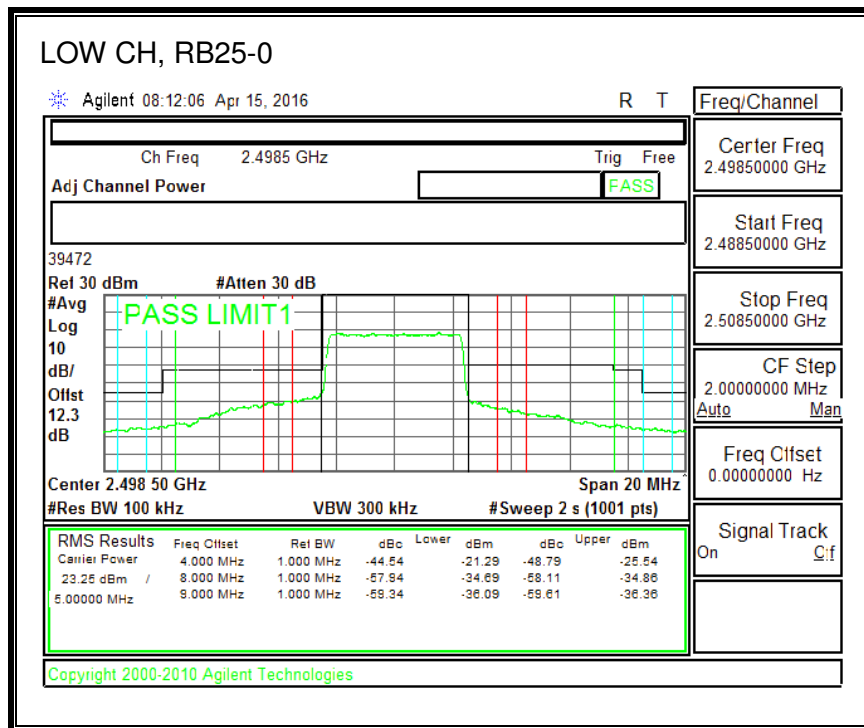 LOW CH, RB25-0
Agilent 08:12:06 Apr 15, 2016 R T
Freq/Channel
Ch Freq 2.4985 GHz Trig Free
Adj Channel Power
PASS
Center Freq
2.49850000 GHz
Start Freq
2.48850000 GHz
Stop Freq
2.50850000 GHz
CF Step
2.00000000 MHz
Auto Man
Freq Offset
0.00000000 Hz
Signal Track
On Off
39472
Ref 30 dBm #Atten 30 dB
#Avg
Log
10
dB/
Offst
12.3
dB
PASS LIMIT1
Center 2.498 50 GHz Span 20 MHz^
#Res BW 100 kHz VBW 300 kHz #Sweep 2 s (1001 pts)
RMS Results Freq Offset Ref BW dBc Lower dBm dBc Upper dBm
Carrier Power 4.000 MHz 1.000 MHz -44.54 -21.29 -48.79 -25.54
23.25 dBm / 8.000 MHz 1.000 MHz -57.94 -34.69 -58.11 -34.86
5.00000 MHz 9.000 MHz 1.000 MHz -59.34 -36.09 -59.61 -36.36
Copyright 2000-2010 Agilent Technologies